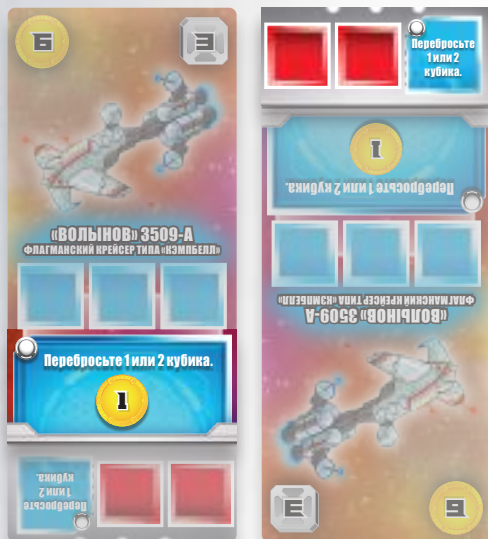 6 3
«ВОЛЫНОВ» 3509-А
ФЛАГМАНСКИЙ КРЕЙСЕР ТИПА «КЭМПБЕЛЛ»
Перебросьте 1 или 2 кубика.
1
Перебросьте
1 или 2
кубика.
Перебросьте
1 или 2
кубика.
1
Перебросьте 1 или 2 кубика.
ФЛАГМАНСКИЙ КРЕЙСЕР ТИПА «КЭМПБЕЛЛ»
«ВОЛЫНОВ» 3509-А
3 6